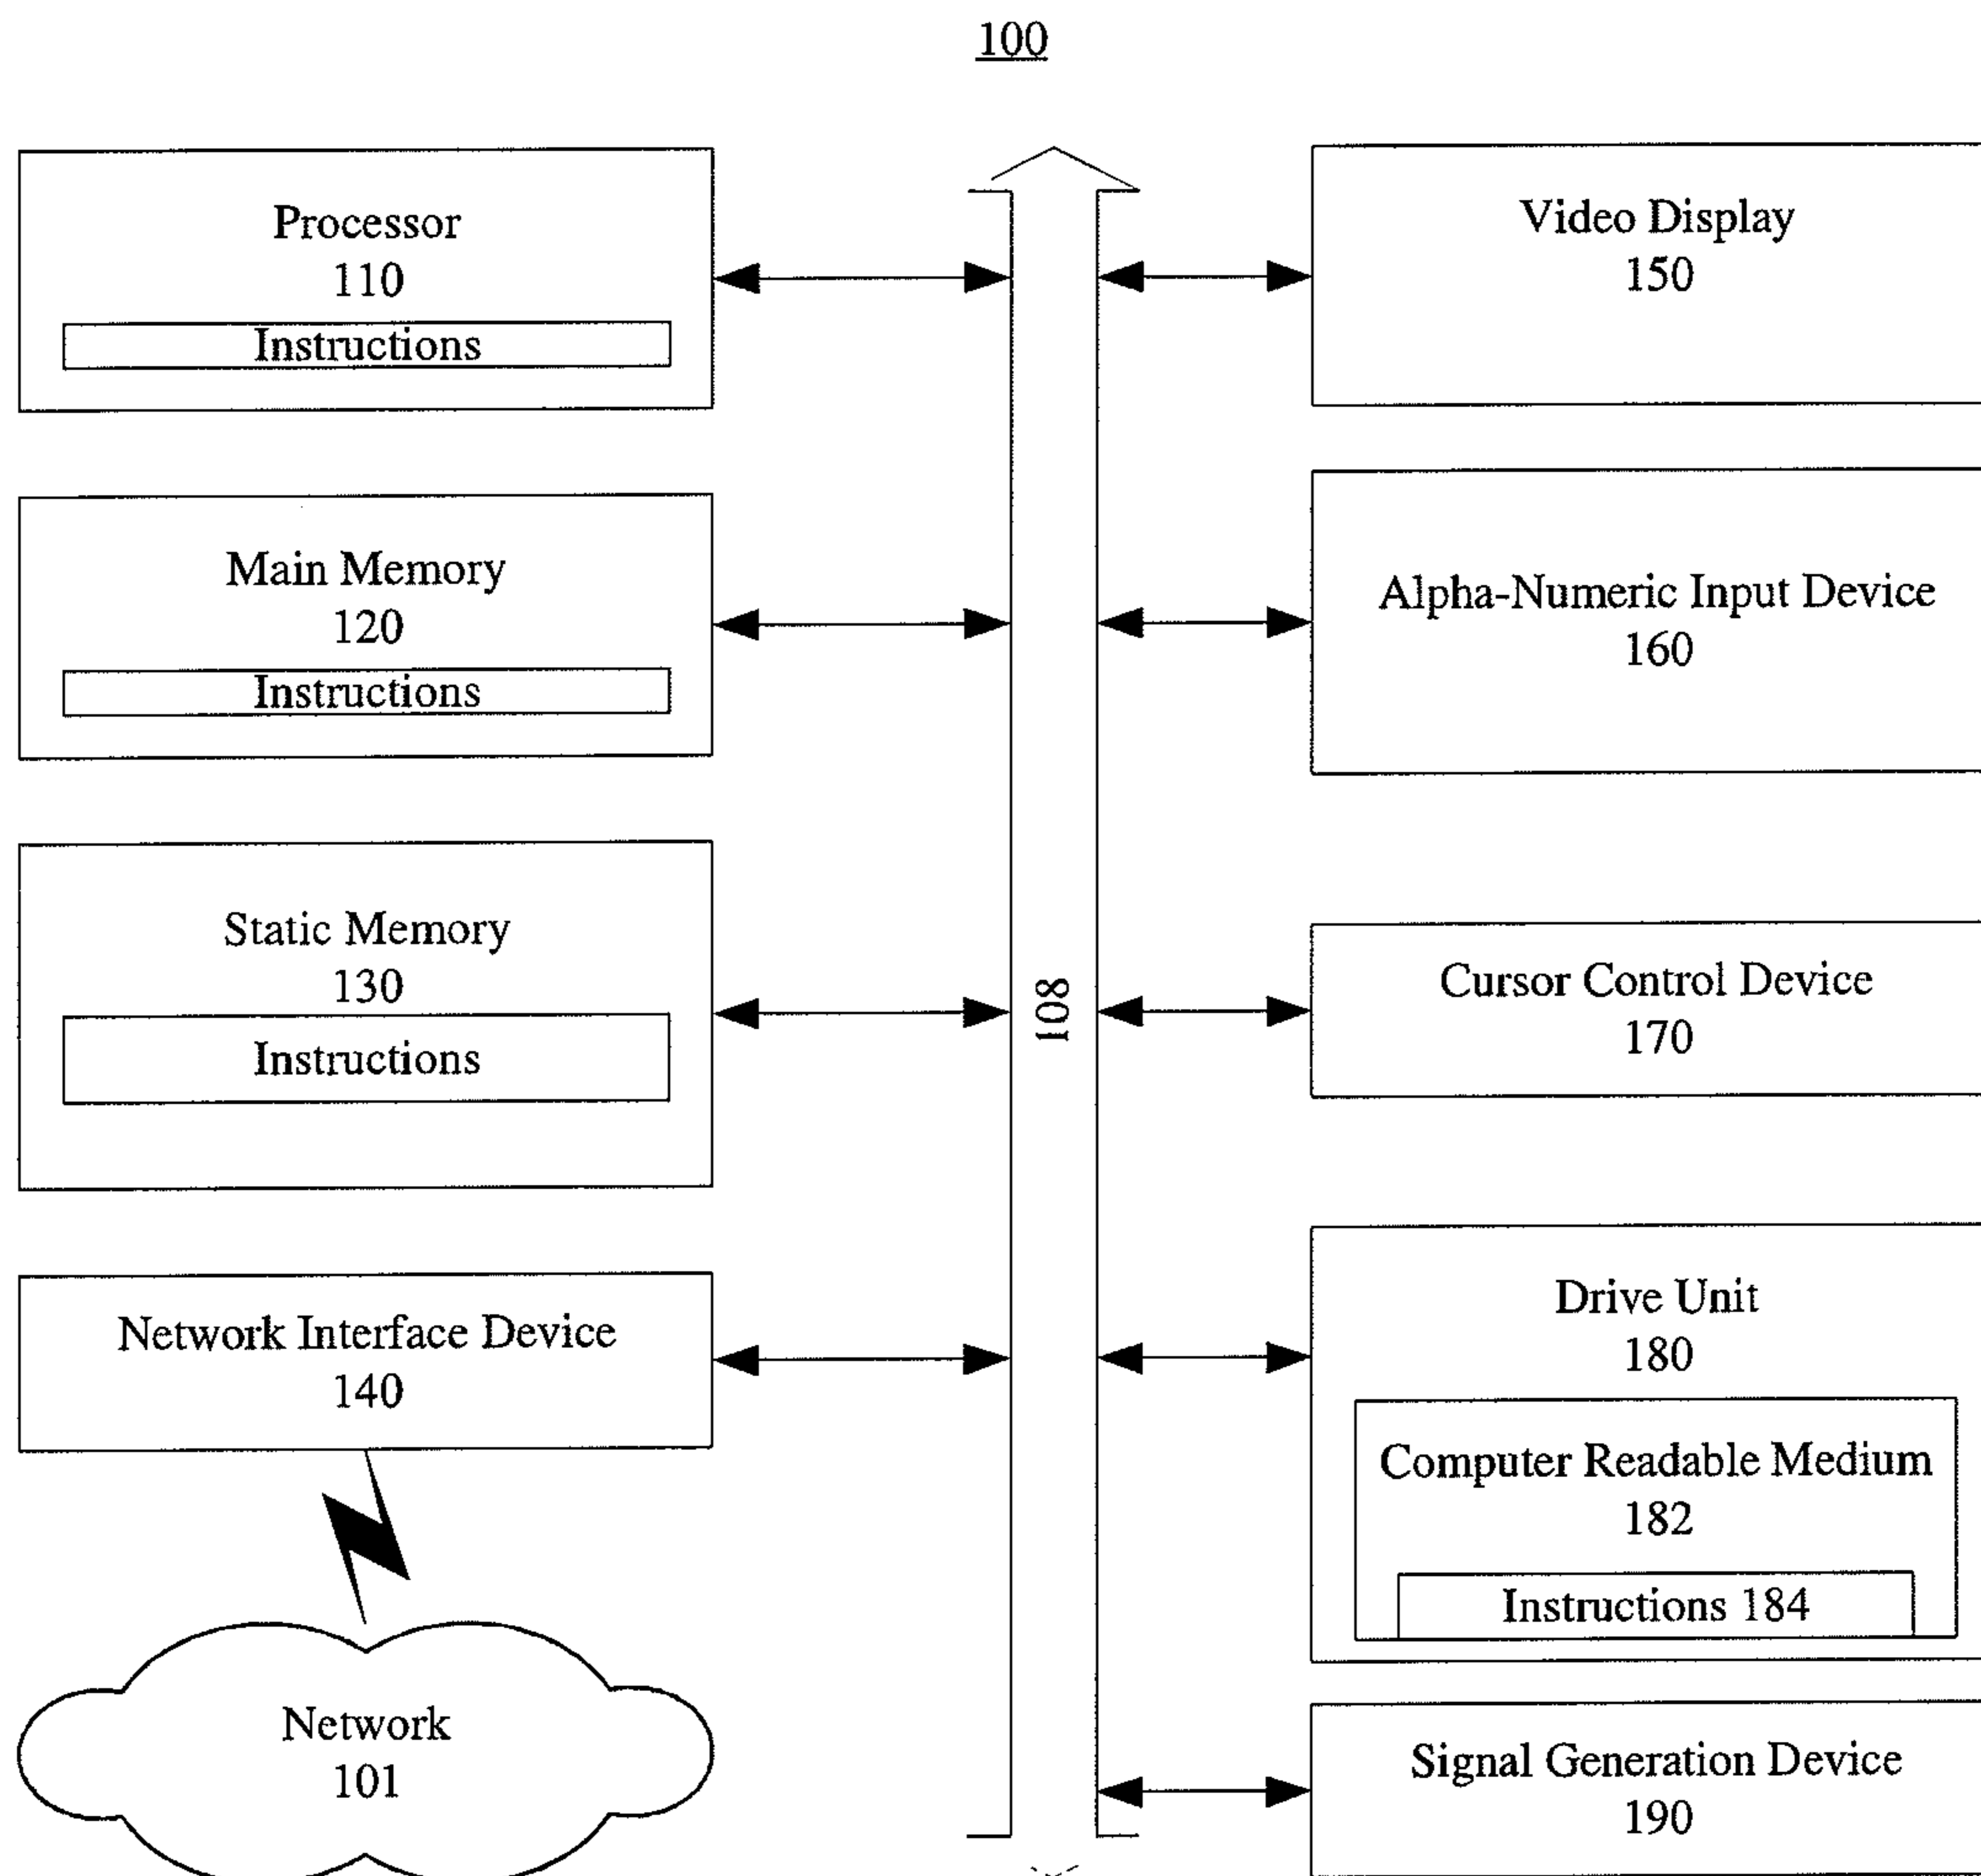 100
Processor
110
Instructions
Main Memory
120
Instructions
Static Memory
130
Instructions
Network Interface Device
140
Network
101
108
Video Display
150
Alpha-Numeric Input Device
160
Cursor Control Device
170
Drive Unit
180
Computer Readable Medium
182
Instructions 184
Signal Generation Device
190